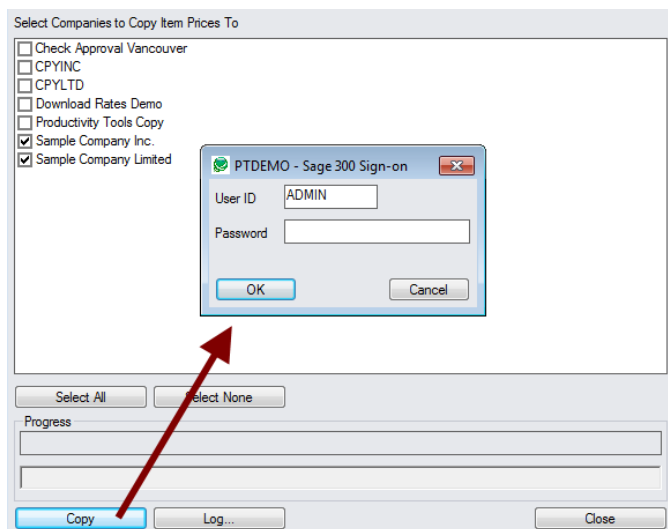 Select Companies to Copy Item Prices To
Check Approval Vancouver
CPYINC
CPYLTD
Download Rates Demo
Productivity Tools Copy
Sample Company Inc.
Sample Company Limited
PTDEMO - Sage 300 Sign-on
User ID ADMIN
Password
OK Cancel
Select All Select None
Progress
Copy Log... Close